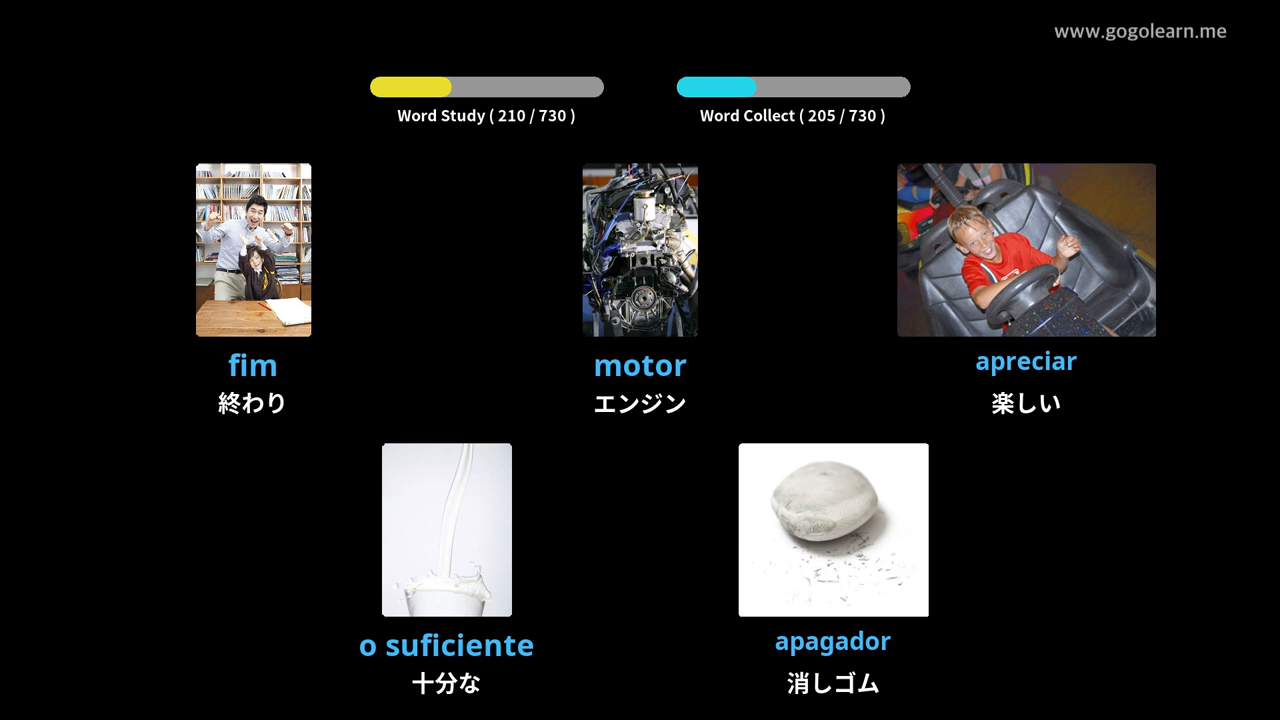 www.gogolearn.me
Word Study ( 210 / 730 )
Word Collect ( 205 / 730 )
fim
終わり
motor
エンジン
apreciar
楽しい
o suficiente
十分な
apagador
消しゴム